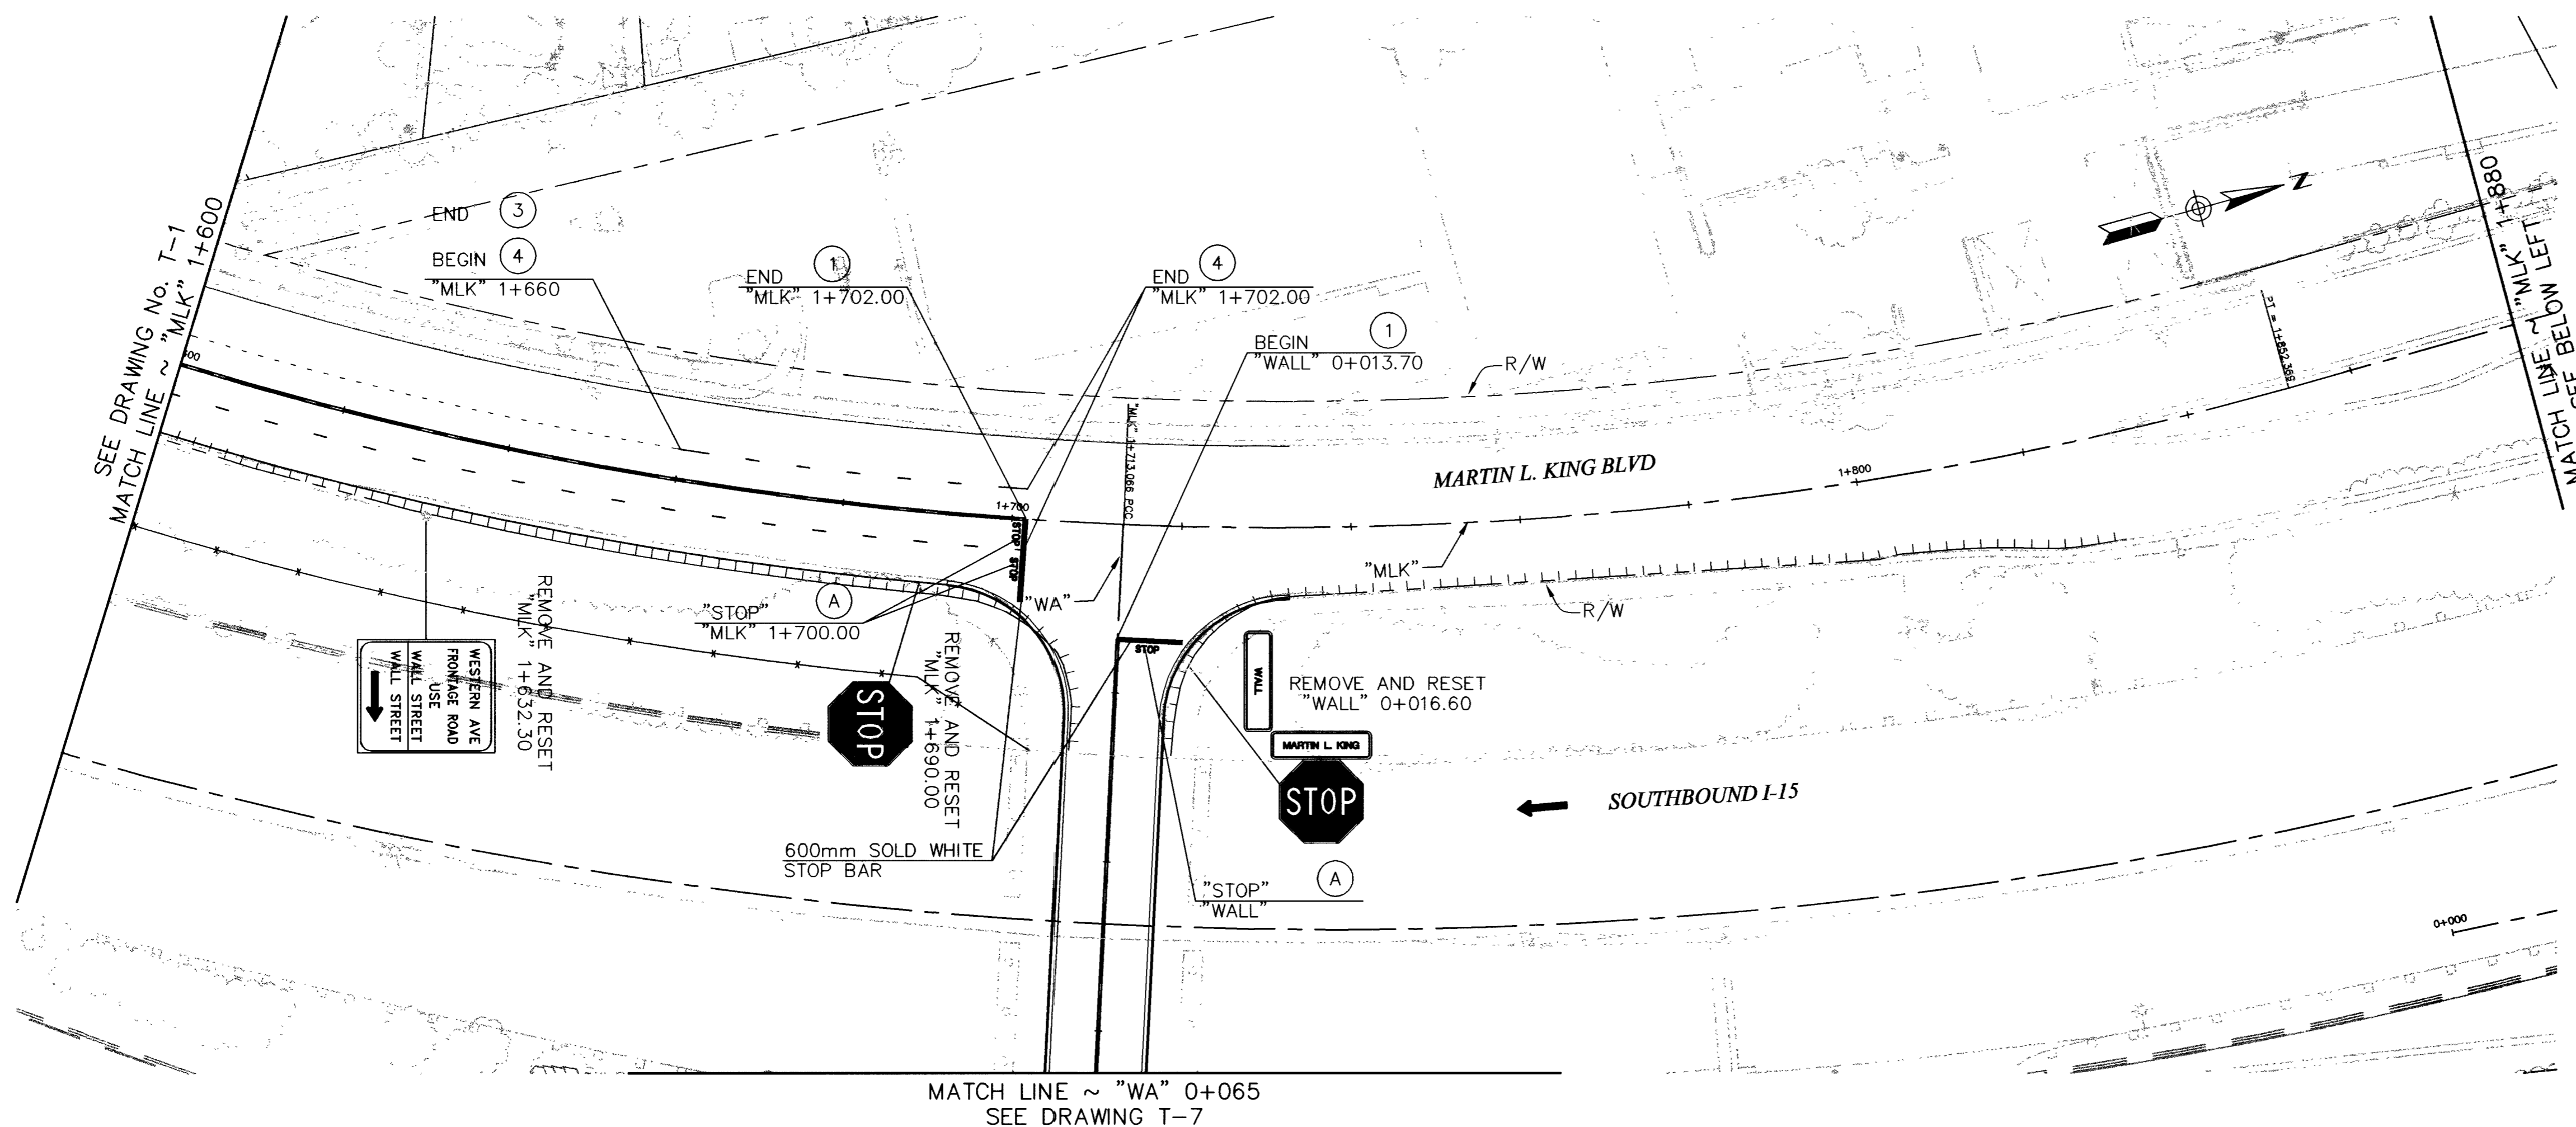 SEE DRAWING No. T-1
MATCH LINE ~ "MLK" 1+600
END 3
BEGIN 4
"MLK" 1+660
END 1
"MLK" 1+702.00
END 4
"MLK" 1+702.00
BEGIN 1
"WALL" 0+013.70
R/W
N
PT = 1+852.369
MATCH LINE ~ "MLK" 1+880
SEE BELOW LEFT
"MLK" 1+713.066 PCC
MARTIN L. KING BLVD
1+800
1+700
STOP
STOP
"MLK"
"WA"
R/W
"STOP" A
"MLK" 1+700.00
STOP
WESTERN AVE
FRONTAGE ROAD
USE
WALL STREET
WALL STREET
REMOVE AND RESET
"MLK" 1+632.30
STOP
REMOVE AND RESET
"MLK" 1+690.00
WALL
REMOVE AND RESET
"WALL" 0+016.60
MARTIN L. KING
STOP
SOUTHBOUND I-15
600mm SOLD WHITE
STOP BAR
"STOP" A
"WALL"
0+000
MATCH LINE ~ "WA" 0+065
SEE DRAWING T-7